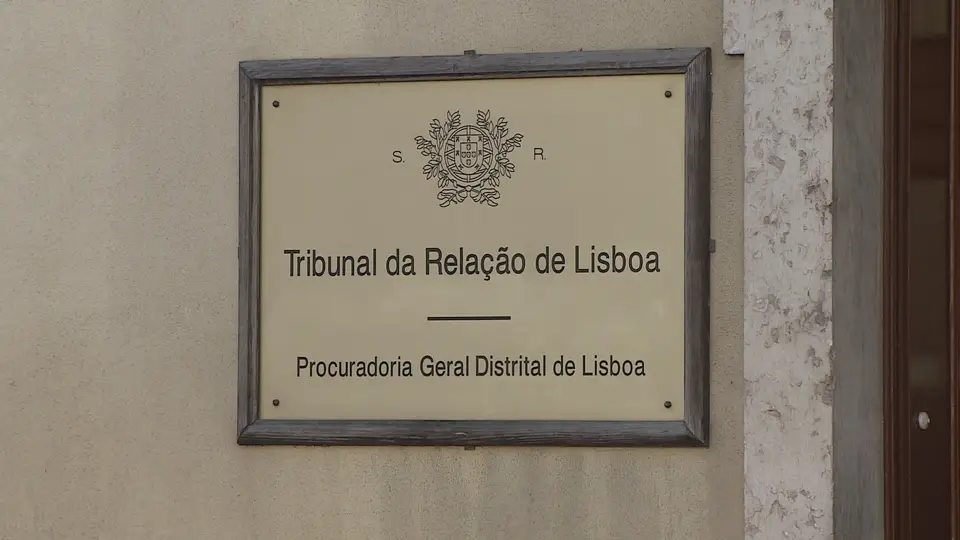 S. R.
Tribunal da Relação de Lisboa
Procuradoria Geral Distrital de Lisboa